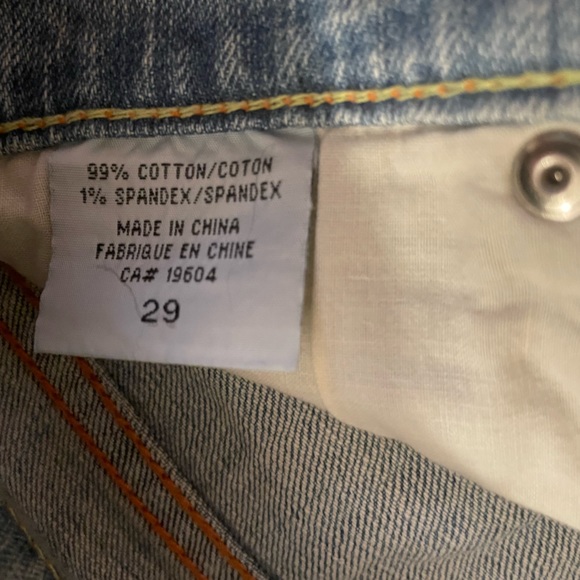 99% COTTON/COTON
1% SPANDEX/SPANDEX
MADE IN CHINA
FABRIQUE EN CHINE
CA# 19604
29